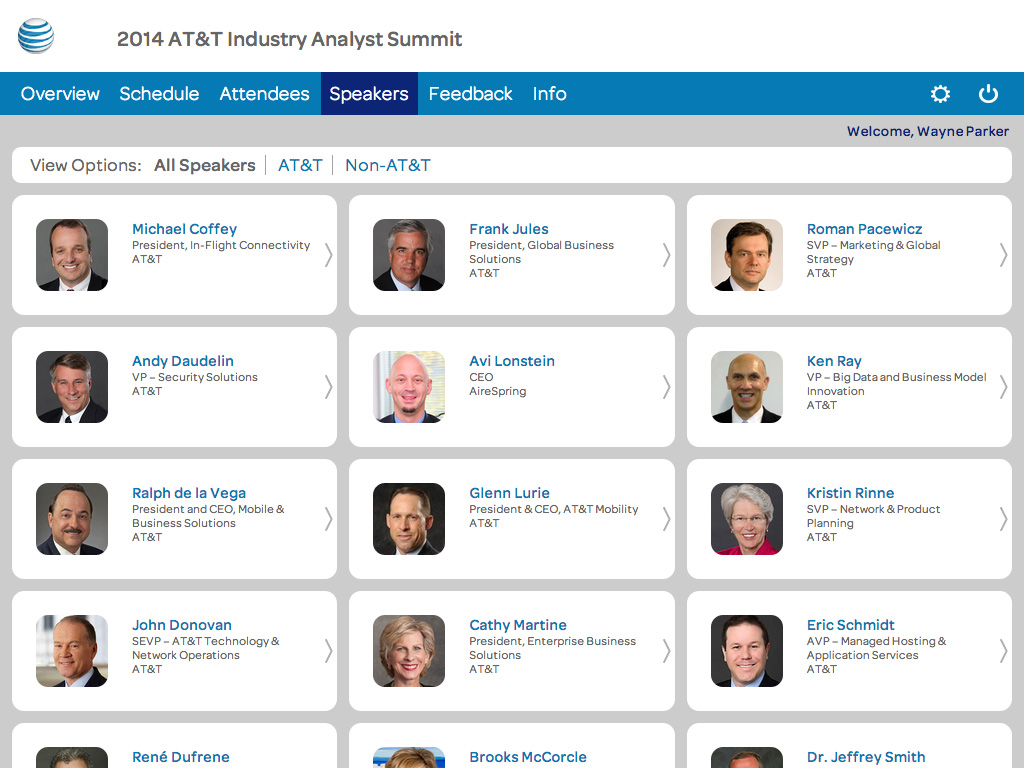 2014 AT&T Industry Analyst Summit
Overview Schedule Attendees Speakers Feedback Info
Welcome, Wayne Parker
View Options: All Speakers AT&T Non-AT&T
Michael Coffey
President, In-Flight Connectivity
AT&T
Frank Jules
President, Global Business
Solutions
AT&T
Roman Pacewicz
SVP – Marketing & Global
Strategy
AT&T
Andy Daudelin
VP – Security Solutions
AT&T
Avi Lonstein
CEO
AireSpring
Ken Ray
VP – Big Data and Business Model
Innovation
AT&T
Ralph de la Vega
President and CEO, Mobile &
Business Solutions
AT&T
Glenn Lurie
President & CEO, AT&T Mobility
AT&T
Kristin Rinne
SVP – Network & Product
Planning
AT&T
John Donovan
SEVP – AT&T Technology &
Network Operations
AT&T
Cathy Martine
President, Enterprise Business
Solutions
AT&T
Eric Schmidt
AVP – Managed Hosting &
Application Services
AT&T
René Dufrene
Brooks McCorcle
Dr. Jeffrey Smith